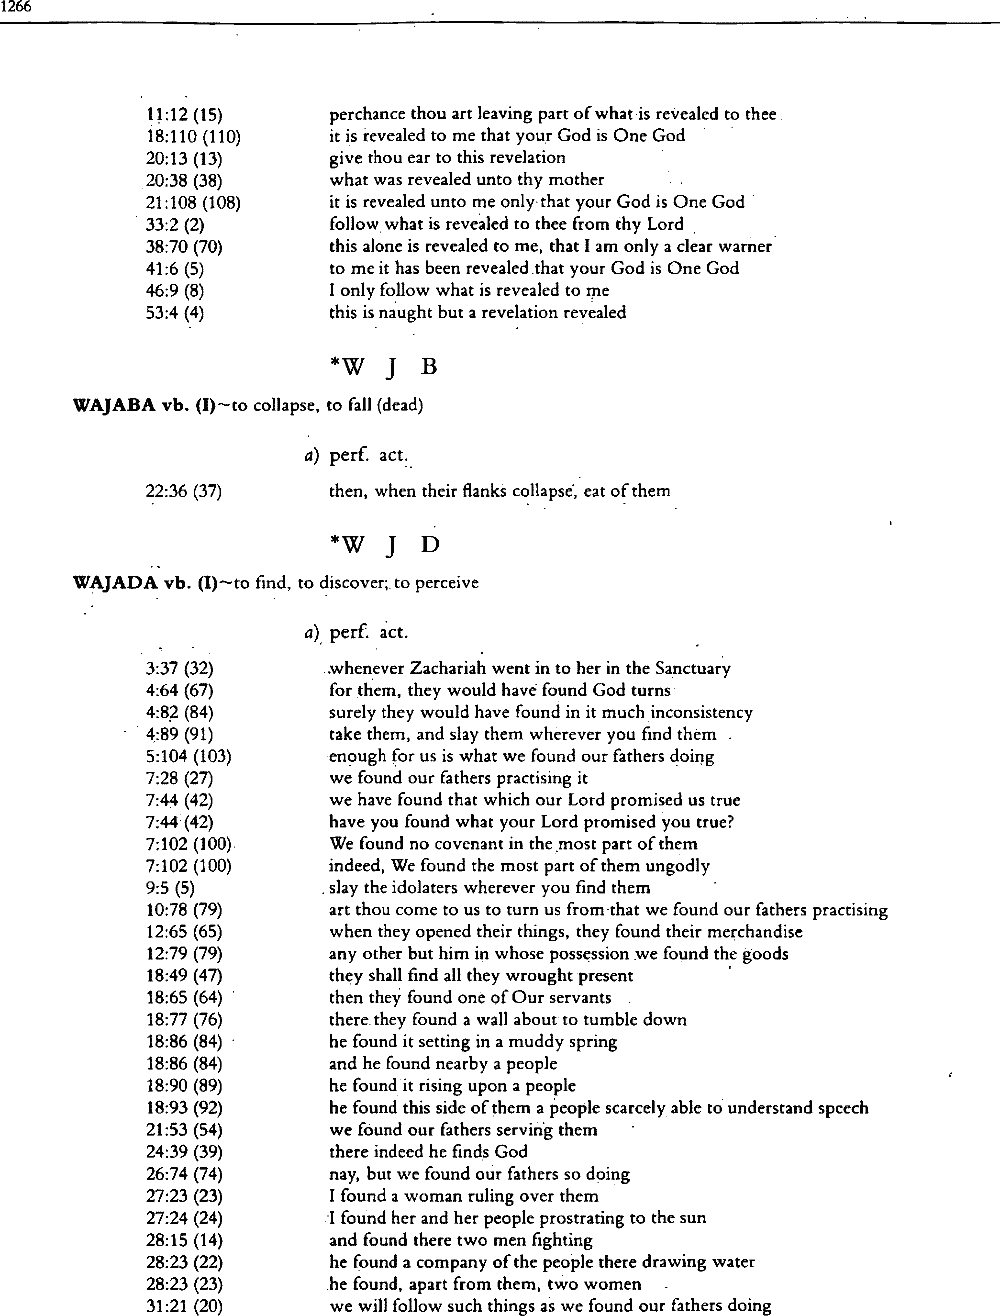 1266
11:12 (15) perchance thou art leaving part of what is revealed to thee
18:110 (110) it is revealed to me that your God is One God
20:13 (13) give thou ear to this revelation
20:38 (38) what was revealed unto thy mother
21:108 (108) it is revealed unto me only that your God is One God
33:2 (2) follow what is revealed to thee from thy Lord
38:70 (70) this alone is revealed to me, that I am only a clear warner
41:6 (5) to me it has been revealed that your God is One God
46:9 (8) I only follow what is revealed to me
53:4 (4) this is naught but a revelation revealed
*W J B
WAJABA vb. (I)~to collapse, to fall (dead)
a) perf. act.
22:36 (37) then, when their flanks collapse, eat of them
*W J D
WAJADA vb. (I)~to find, to discover; to perceive
a) perf. act.
3:37 (32) whenever Zachariah went in to her in the Sanctuary
4:64 (67) for them, they would have found God turns
4:82 (84) surely they would have found in it much inconsistency
4:89 (91) take them, and slay them wherever you find them
5:104 (103) enough for us is what we found our fathers doing
7:28 (27) we found our fathers practising it
7:44 (42) we have found that which our Lord promised us true
7:44 (42) have you found what your Lord promised you true?
7:102 (100) We found no covenant in the most part of them
7:102 (100) indeed, We found the most part of them ungodly
9:5 (5) slay the idolaters wherever you find them
10:78 (79) art thou come to us to turn us from that we found our fathers practising
12:65 (65) when they opened their things, they found their merchandise
12:79 (79) any other but him in whose possession we found the goods
18:49 (47) they shall find all they wrought present
18:65 (64) then they found one of Our servants
18:77 (76) there they found a wall about to tumble down
18:86 (84) he found it setting in a muddy spring
18:86 (84) and he found nearby a people
18:90 (89) he found it rising upon a people
18:93 (92) he found this side of them a people scarcely able to understand speech
21:53 (54) we found our fathers serving them
24:39 (39) there indeed he finds God
26:74 (74) nay, but we found our fathers so doing
27:23 (23) I found a woman ruling over them
27:24 (24) I found her and her people prostrating to the sun
28:15 (14) and found there two men fighting
28:23 (22) he found a company of the people there drawing water
28:23 (23) he found, apart from them, two women
31:21 (20) we will follow such things as we found our fathers doing